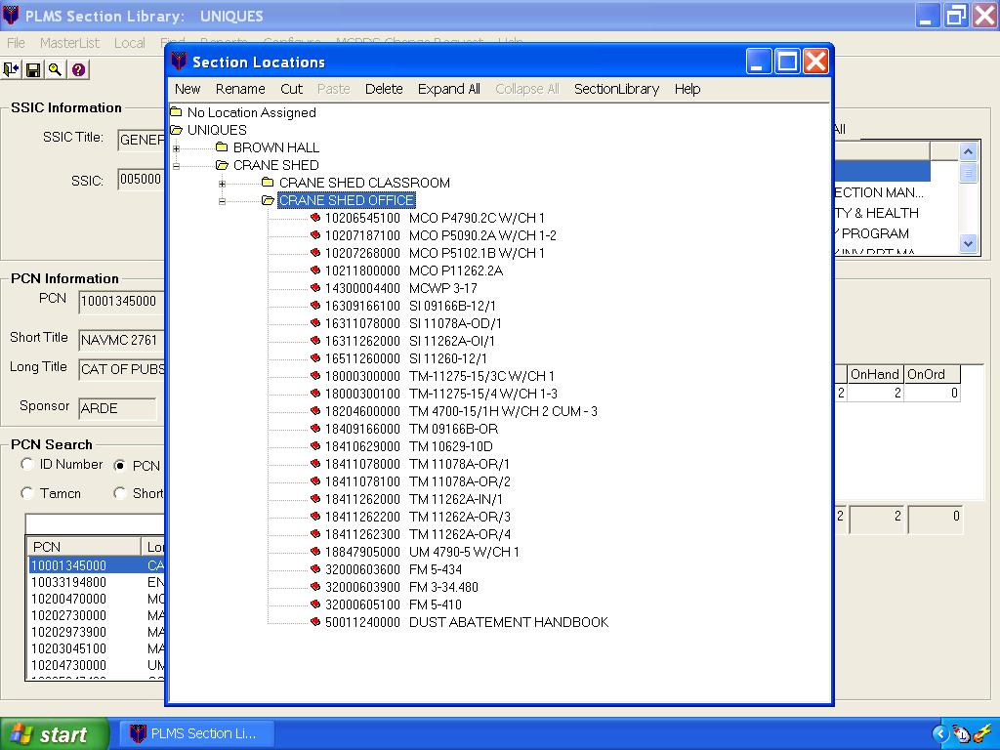 PLMS Section Library:   UNIQUES
File   MasterList   Local   Find   Reports   Configure   MCPDS Change Request   Help
Section Locations
New   Rename   Cut   Paste   Delete   Expand All   Collapse All   SectionLibrary   Help
No Location Assigned
UNIQUES
BROWN HALL
CRANE SHED
CRANE SHED CLASSROOM
CRANE SHED OFFICE
10206545100   MCO P4790.2C W/CH 1
10207187100   MCO P5090.2A W/CH 1-2
10207268000   MCO P5102.1B W/CH 1
10211800000   MCO P11262.2A
14300004400   MCWP 3-17
16309166100   SI 09166B-12/1
16311078000   SI 11078A-OD/1
16311262000   SI 11262A-OI/1
16511260000   SI 11260-12/1
18000300000   TM-11275-15/3C W/CH 1
18000300100   TM-11275-15/4 W/CH 1-3
18204600000   TM 4700-15/1H W/CH 2 CUM - 3
18409166000   TM 09166B-OR
18410629000   TM 10629-10D
18411078000   TM 11078A-OR/1
18411078100   TM 11078A-OR/2
18411262000   TM 11262A-IN/1
18411262200   TM 11262A-OR/3
18411262300   TM 11262A-OR/4
18847905000   UM 4790-5 W/CH 1
32000603600   FM 5-434
32000603900   FM 3-34.480
32000605100   FM 5-410
50011240000   DUST ABATEMENT HANDBOOK
SSIC Information
SSIC Title:   GENER
SSIC:   005000
PCN Information
PCN   10001345000
Short Title   NAVMC 2761
Long Title   CAT OF PUBS
Sponsor   ARDE
PCN Search
ID Number   PCN
Tamcn   Short
PCN   Lo
10001345000   CA
10033194800   EN
10200470000   MC
10202730000   MA
10202973900   MA
10203045100   MA
10204730000   UM
All
ECTION MAN...
TY & HEALTH
Y PROGRAM
OnHand   OnOrd
2   2   0
2   2   0
start   PLMS Section Li...